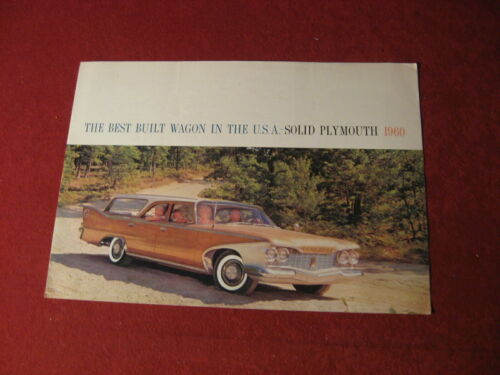 THE BEST BUILT WAGON IN THE U.S.A.—SOLID PLYMOUTH 1960